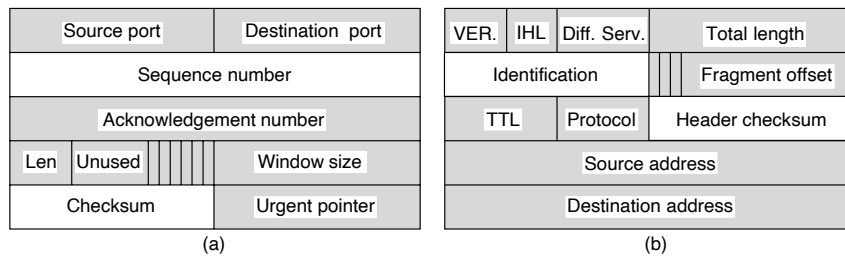 Source port Destination port
Sequence number
Acknowledgement number
Len Unused Window size
Checksum Urgent pointer
(a)
VER. IHL Diff. Serv. Total length
Identification Fragment offset
TTL Protocol Header checksum
Source address
Destination address
(b)